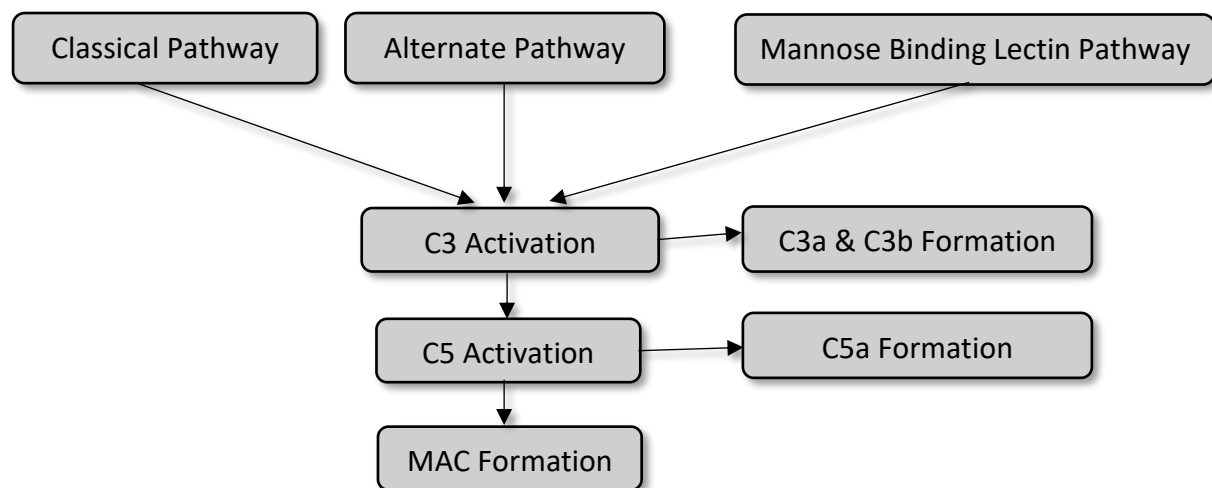 Classical Pathway
Alternate Pathway
Mannose Binding Lectin Pathway
C3 Activation
C3a & C3b Formation
C5 Activation
C5a Formation
MAC Formation